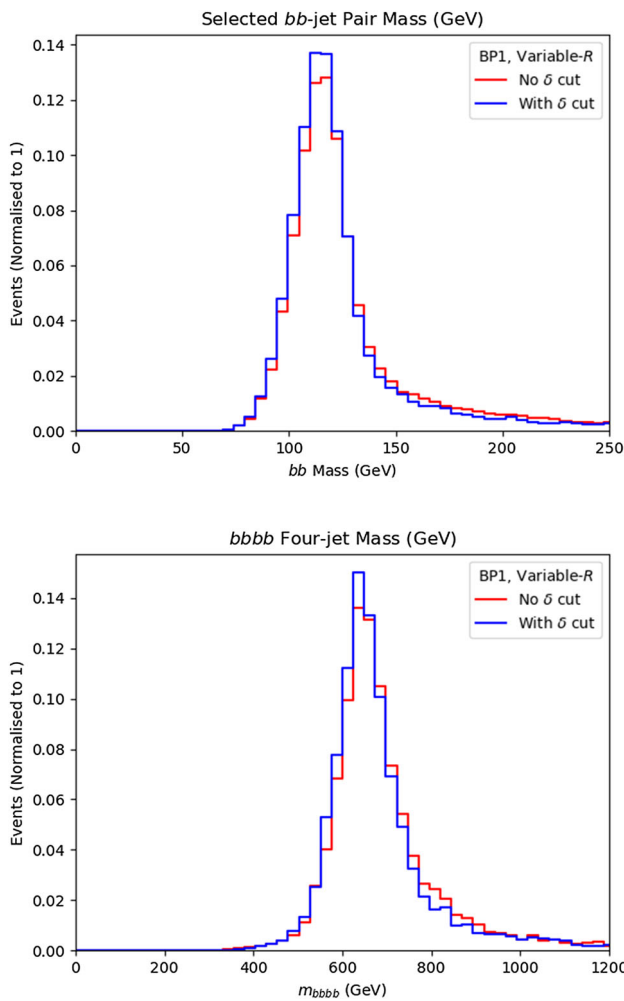 Selected bb-jet Pair Mass (GeV)
0.14
0.12
0.10
0.08
0.06
0.04
0.02
0.00
Events (Normalised to 1)
BP1, Variable-R
No δ cut
With δ cut
0 50 100 150 200 250
bb Mass (GeV)
bbbb Four-jet Mass (GeV)
0.14
0.12
0.10
0.08
0.06
0.04
0.02
0.00
Events (Normalised to 1)
BP1, Variable-R
No δ cut
With δ cut
0 200 400 600 800 1000 1200
m_bbbb (GeV)